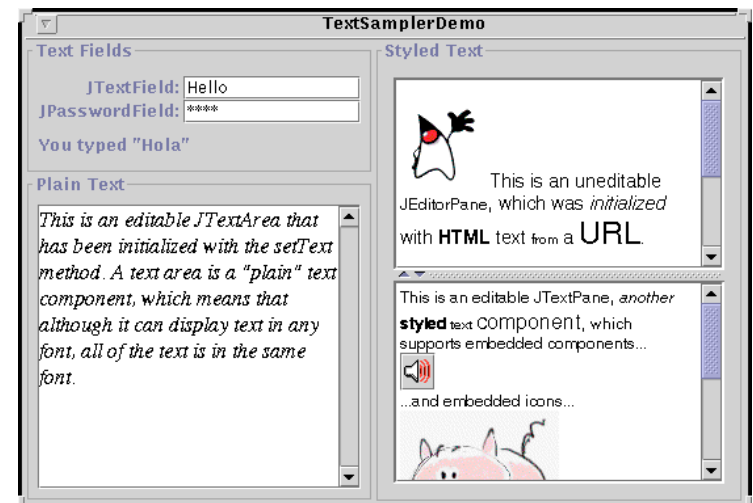 TextSamplerDemo
Text Fields
JTextField: Hello
JPasswordField: ****
You typed "Hola"
Plain Text
This is an editable JTextArea that
has been initialized with the setText
method. A text area is a "plain" text
component, which means that
although it can display text in any
font, all of the text is in the same
font.
Styled Text
This is an uneditable
JEditorPane, which was initialized
with HTML text from a URL.
This is an editable JTextPane, another
styled text component, which
supports embedded components...
...and embedded icons...